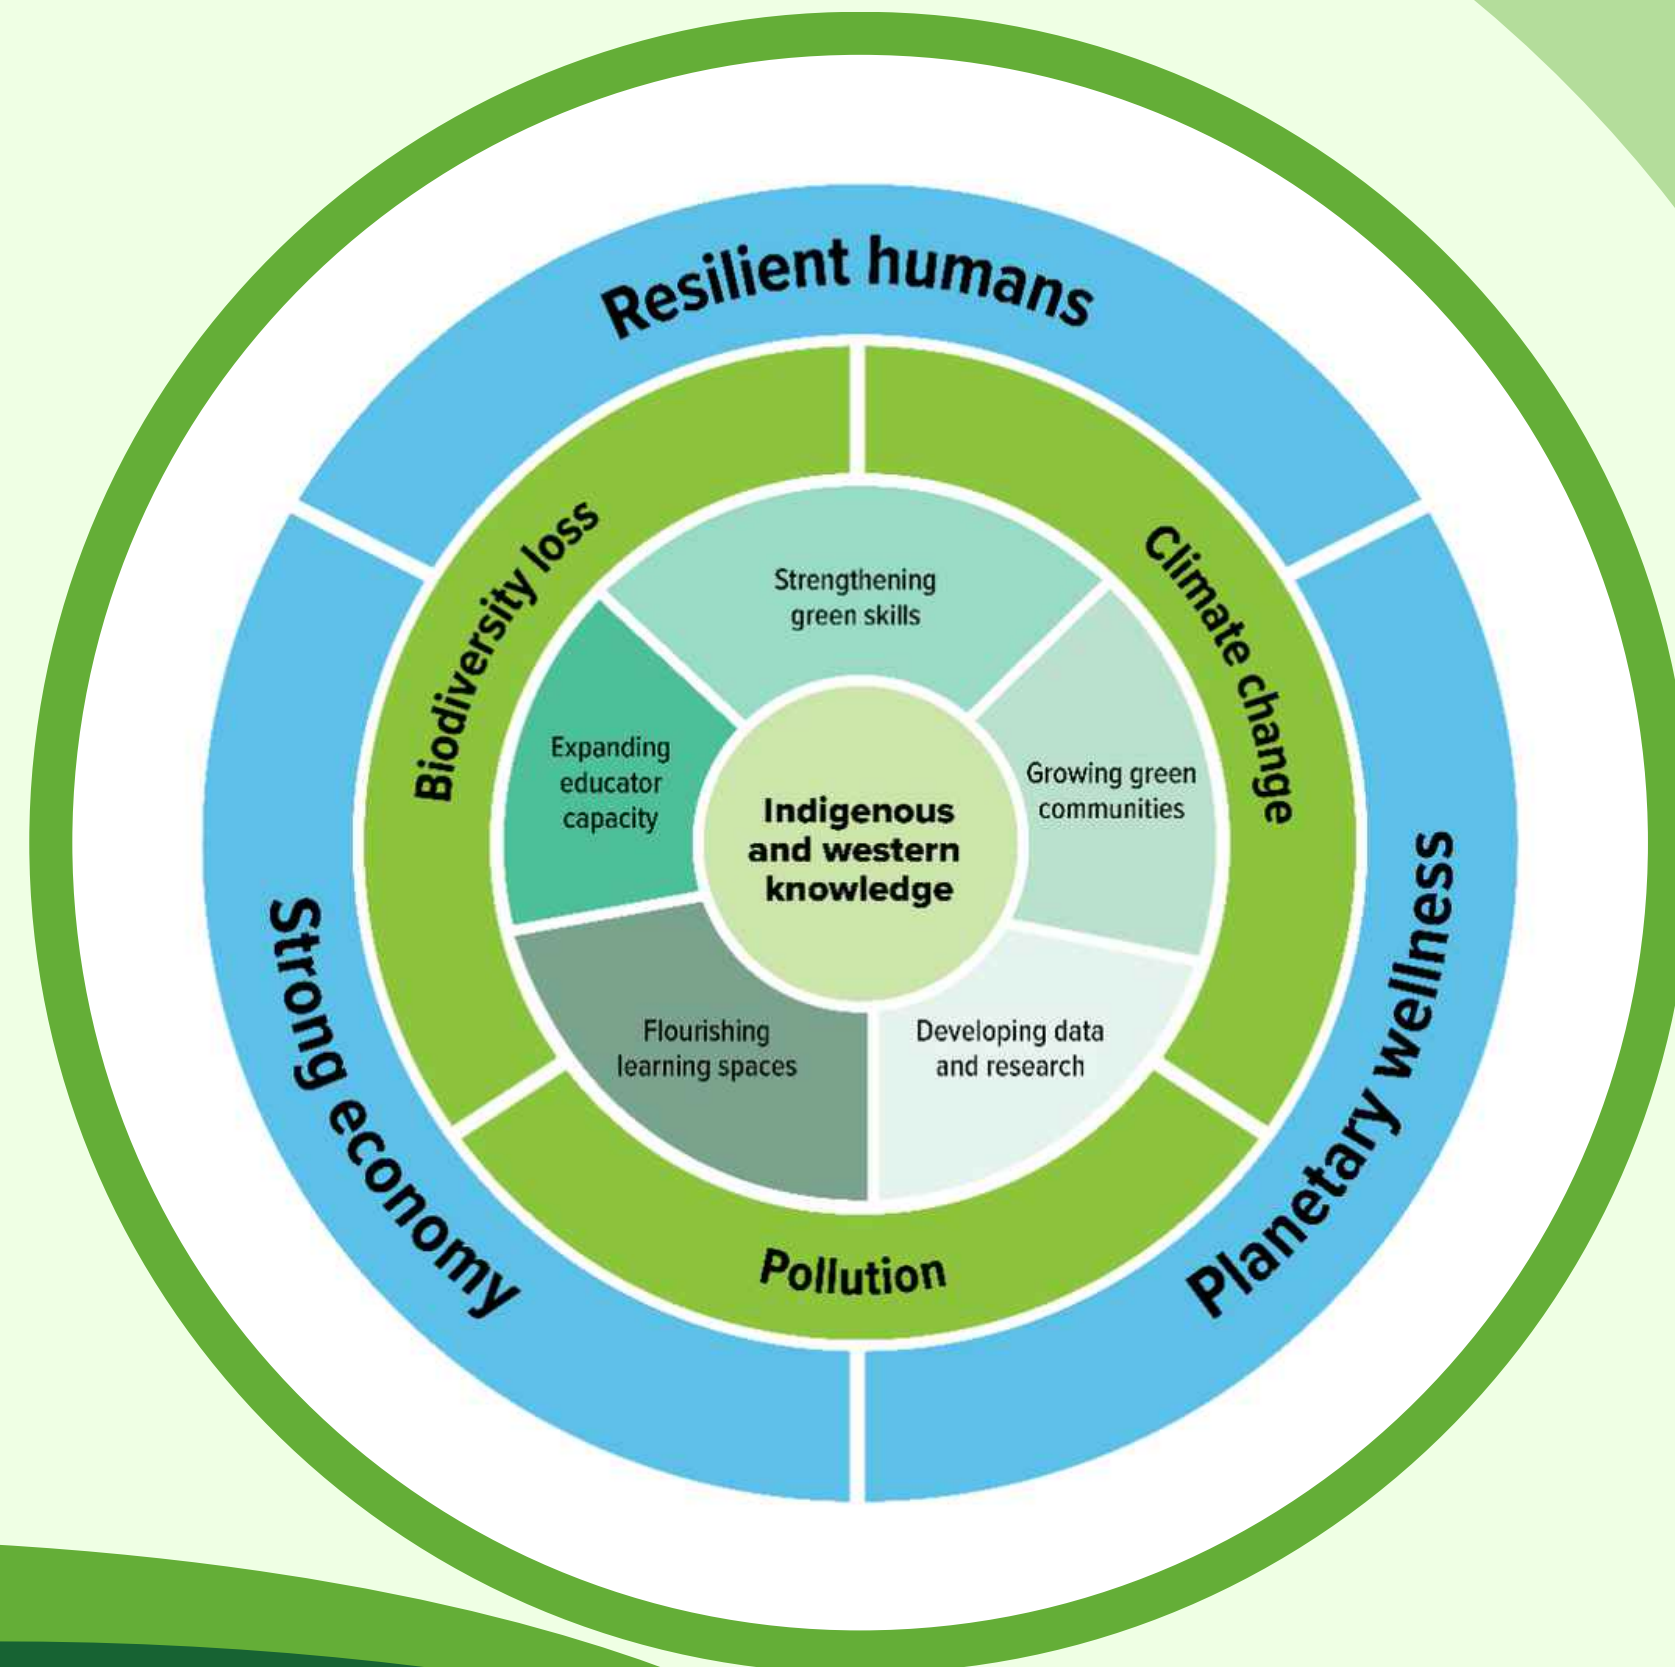 Resilient humans
Biodiversity loss
Climate change
Strengthening
green skills
Expanding
educator
capacity
Growing green
communities
Indigenous
and western
knowledge
Strong economy
Planetary wellness
Flourishing
learning spaces
Developing data
and research
Pollution